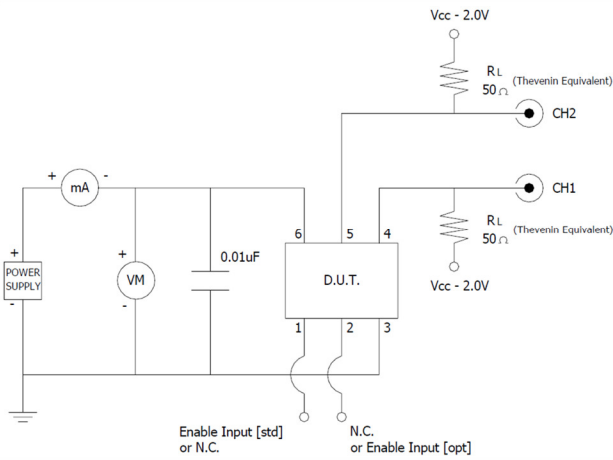 Vcc - 2.0V
RL
50Ω
(Thevenin Equivalent)
CH2
+ mA -
CH1
6 5 4
RL
50Ω
(Thevenin Equivalent)
+
POWER
SUPPLY
-
+
VM
-
0.01uF
D.U.T.
Vcc - 2.0V
1 2 3
Enable Input [std]
or N.C.
N.C.
or Enable Input [opt]